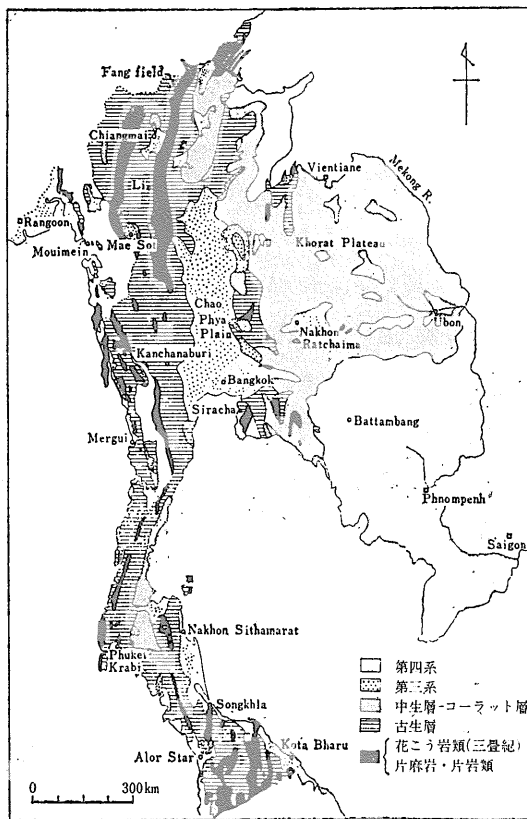 Fang field
Chiangmai
Li
Rangoon
Moulmein
Mae Sot
Vientiane
Mekong R.
Khorat Plateau
Chao
Phya
Plain
Nakhon
Ratchaima
Ubon
Kanchanaburi
Bangkok
Siracha
Battambang
Mergui
Phnompenh
Saigon
Nakhon Sithamarat
Phuket
Krabi
Songkhla
Alor Star
Kota Bharu
第四系
第三系
中生層-コーラット層
古生層
花こう岩類(三畳紀)
片麻岩・片岩類
0 300km